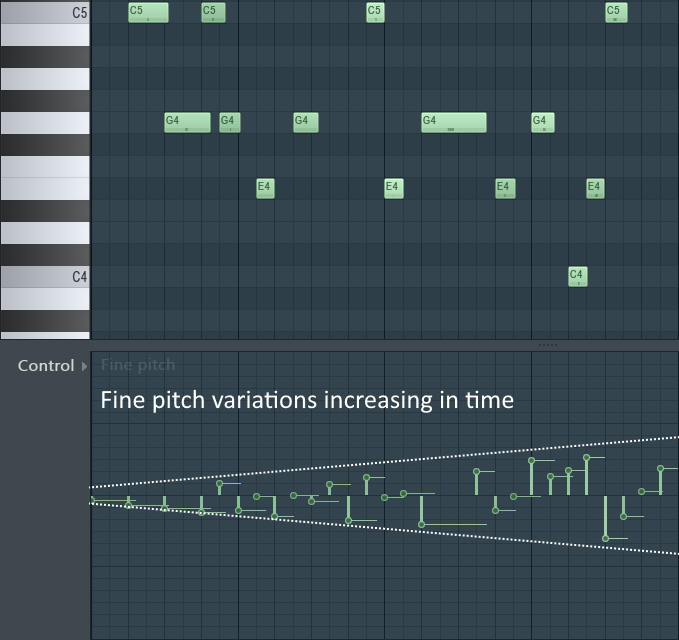 C5 C5 C5 C5 C5
G4 G4 G4 G4 G4
E4 E4 E4 E4
C4 C4
Control Fine pitch
Fine pitch variations increasing in time